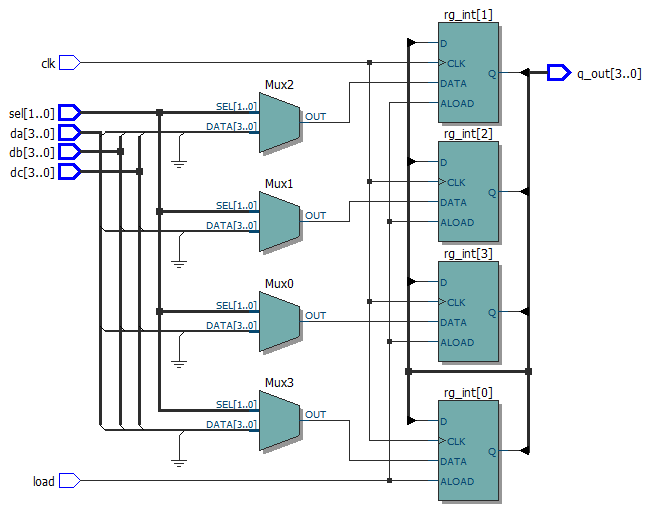 rg_int[1]
D
clk
CLK
Q
q_out[3..0]
Mux2
DATA
SEL[1..0]
ALOAD
sel[1..0]
OUT
DATA[3..0]
da[3..0]
rg_int[2]
db[3..0]
D
dc[3..0]
CLK
Mux1
Q
DATA
SEL[1..0]
OUT
ALOAD
DATA[3..0]
rg_int[3]
D
Mux0
CLK
SEL[1..0]
Q
OUT
DATA
DATA[3..0]
ALOAD
Mux3
rg_int[0]
SEL[1..0]
OUT
D
DATA[3..0]
CLK
Q
DATA
load
ALOAD